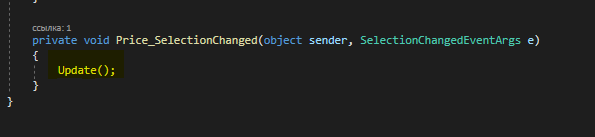 }
ссылка: 1
private void Price_SelectionChanged(object sender, SelectionChangedEventArgs e)
{
Update();
}
}